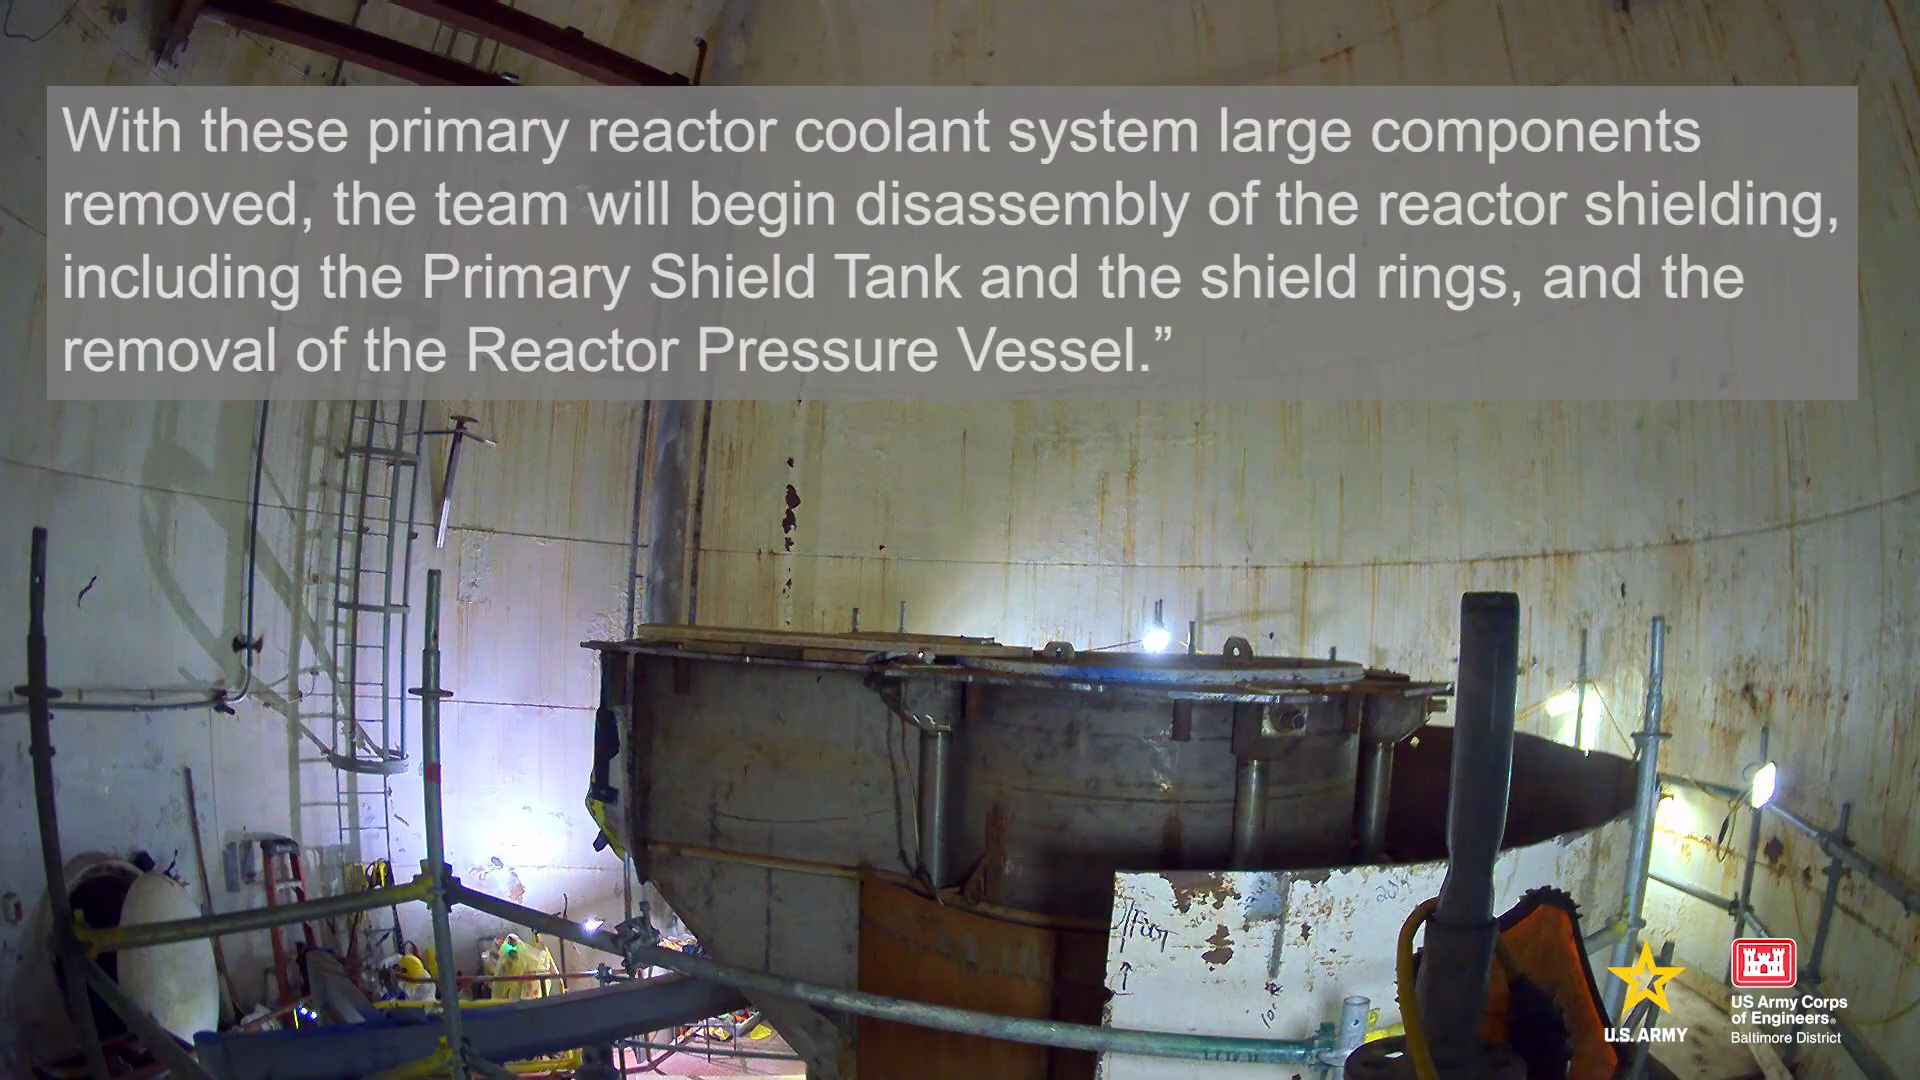 With these primary reactor coolant system large components
removed, the team will begin disassembly of the reactor shielding,
including the Primary Shield Tank and the shield rings, and the
removal of the Reactor Pressure Vessel.”
U.S. ARMY
US Army Corps
of Engineers®
Baltimore District